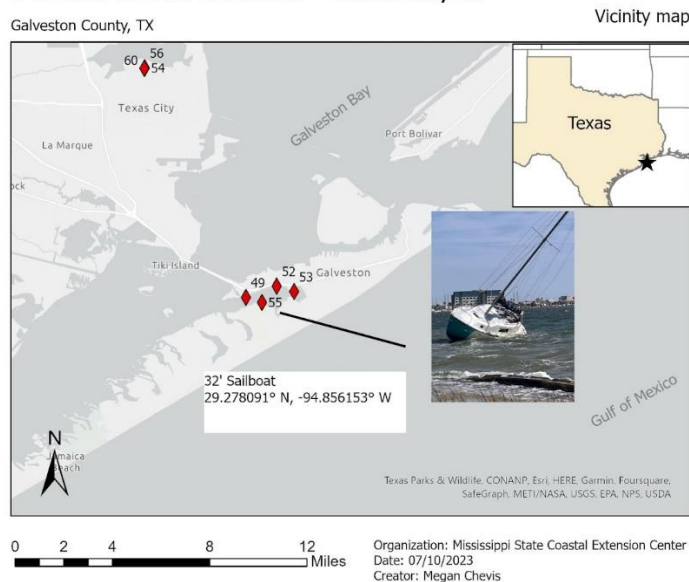 Galveston County, TX
Vicinity map
60
56
54
Texas City
La Marque
Galveston Bay
Port Bolivar
Texas
Tiki Island
49
52
53
55
Galveston
32' Sailboat
29.278091° N, -94.856153° W
Gulf of Mexico
N
Jamaica
Beach
Texas Parks & Wildlife, CONANP, Esri, HERE, Garmin, Foursquare,
SafeGraph, METI/NASA, USGS, EPA, NPS, USDA
0 2 4 8 12
Miles
Organization: Mississippi State Coastal Extension Center
Date: 07/10/2023
Creator: Megan Chevis